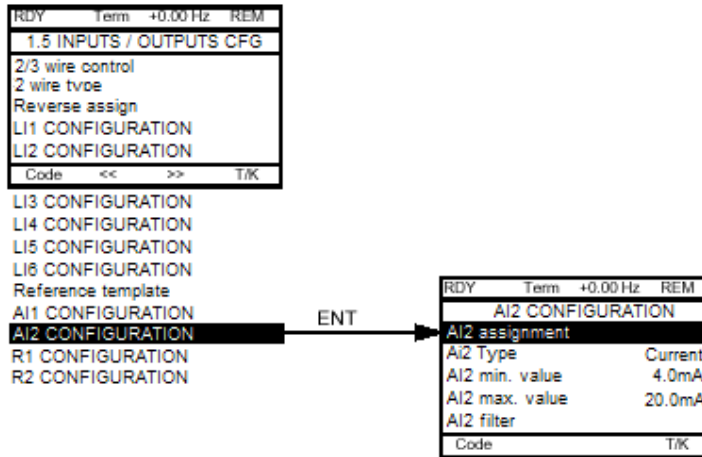 RDY Term +0.00 Hz REM
1.5 INPUTS / OUTPUTS CFG
2/3 wire control
2 wire type
Reverse assign
LI1 CONFIGURATION
LI2 CONFIGURATION
Code << >> T/K
LI3 CONFIGURATION
LI4 CONFIGURATION
LI5 CONFIGURATION
LI6 CONFIGURATION
Reference template
AI1 CONFIGURATION
AI2 CONFIGURATION
R1 CONFIGURATION
R2 CONFIGURATION
ENT
RDY Term +0.00 Hz REM
AI2 CONFIGURATION
AI2 assignment
Ai2 Type Current
AI2 min. value 4.0mA
AI2 max. value 20.0mA
AI2 filter
Code T/K